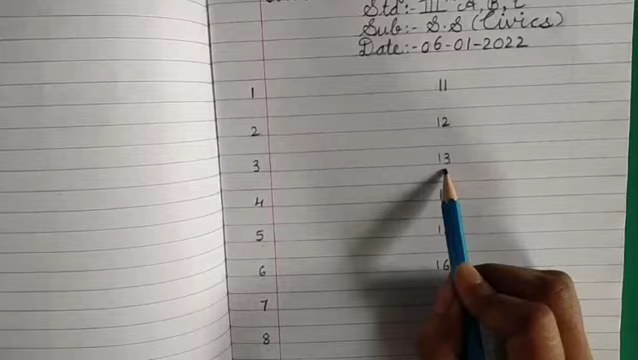 Std:- III A, B, C
Sub:- S.S (Civics)
Date:- 06-01-2022
1 11
2 12
3 13
4
5
6 16
7
8